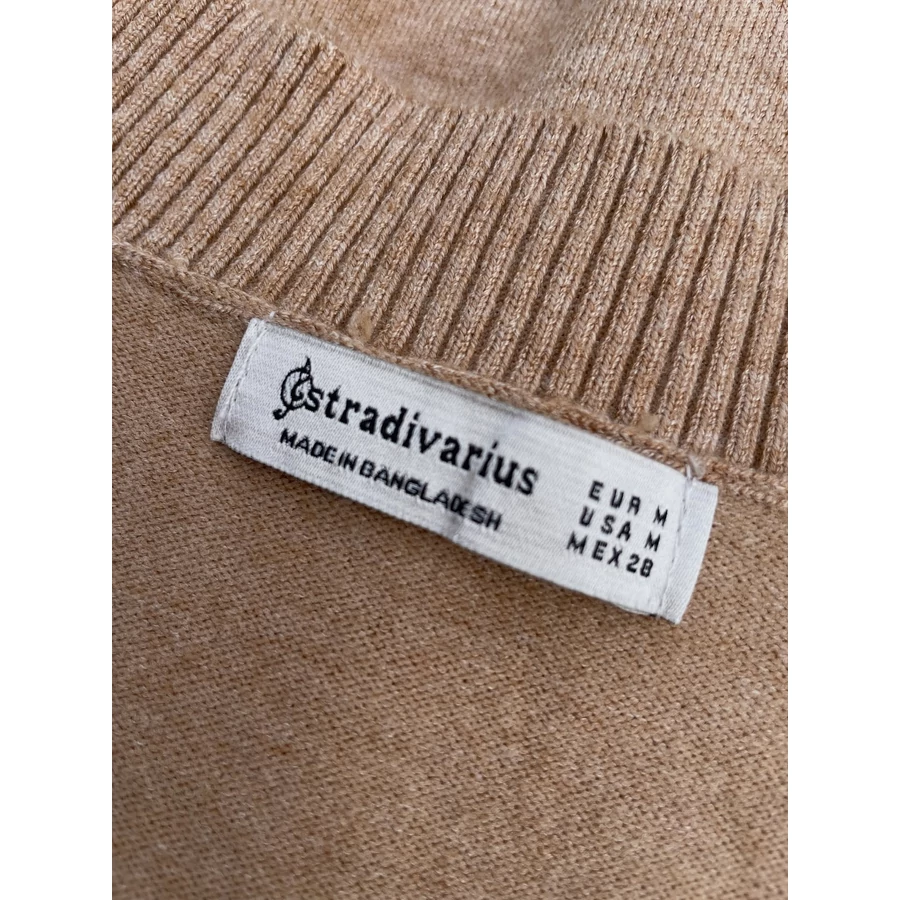 stradivarius
MADE IN BANGLADESH
EUR M
USA M
MEX 28